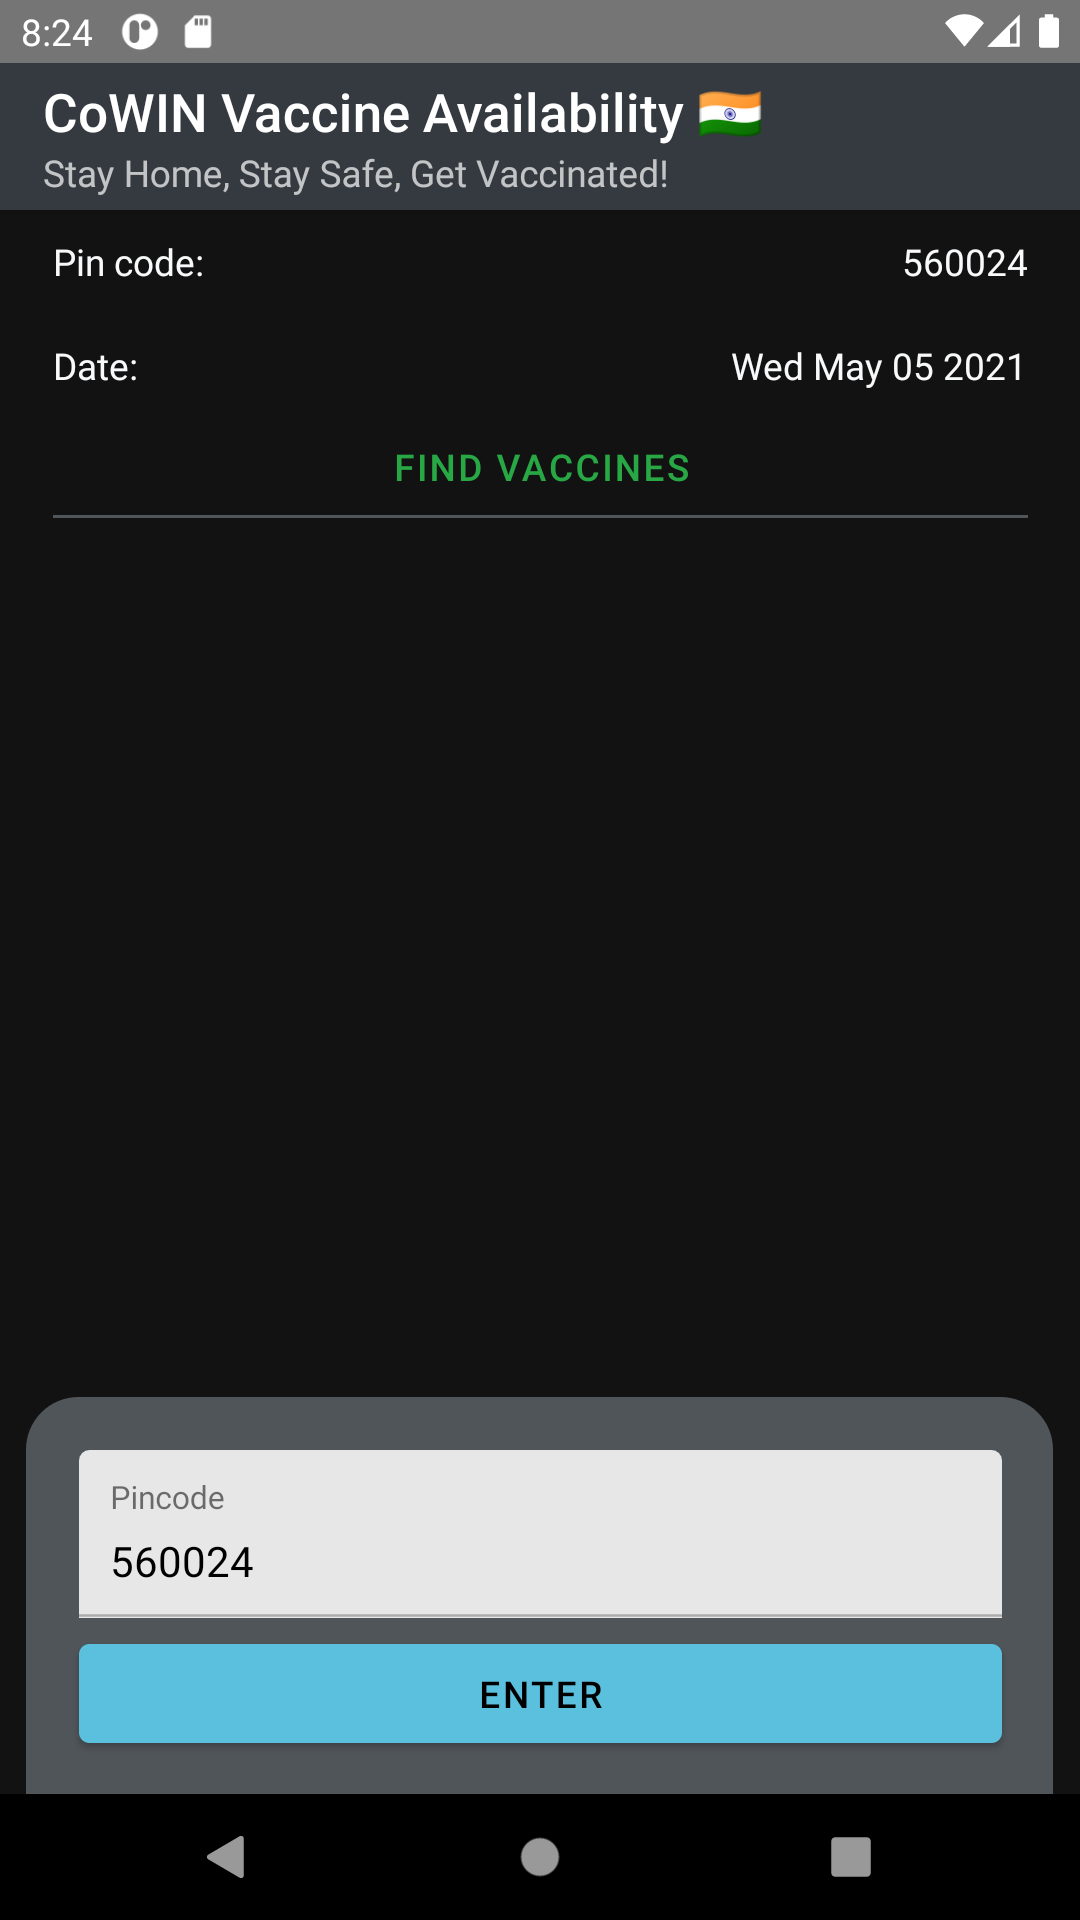 8:24
CoWIN Vaccine Availability 🇮🇳
Stay Home, Stay Safe, Get Vaccinated!
Pin code: 560024
Date: Wed May 05 2021
FIND VACCINES
Pincode
560024
ENTER